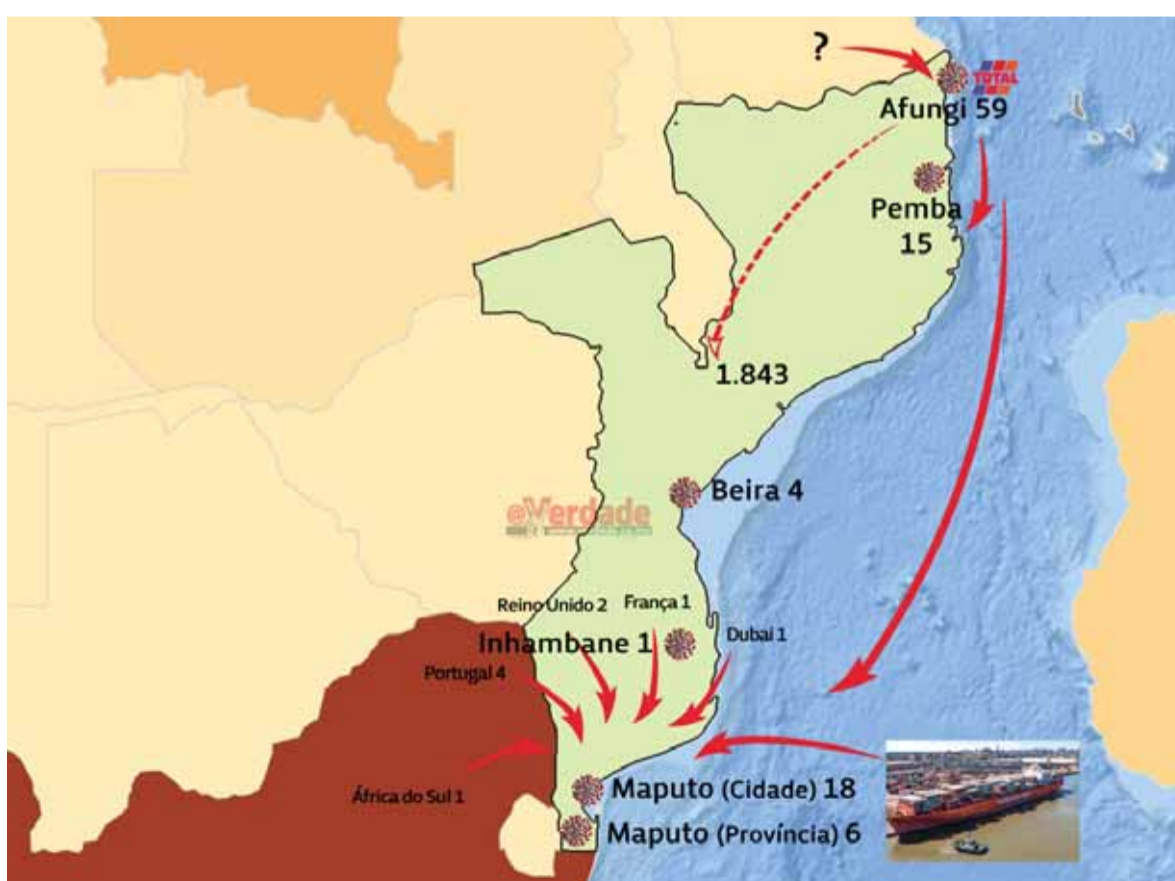 ?
TOTAL
Afungi 59
Pemba
15
1.843
Beira 4
@Verdade
Reino Unido 2
França 1
Inhambane 1
Dubai 1
Portugal 4
África do Sul 1
Maputo (Cidade) 18
Maputo (Província) 6